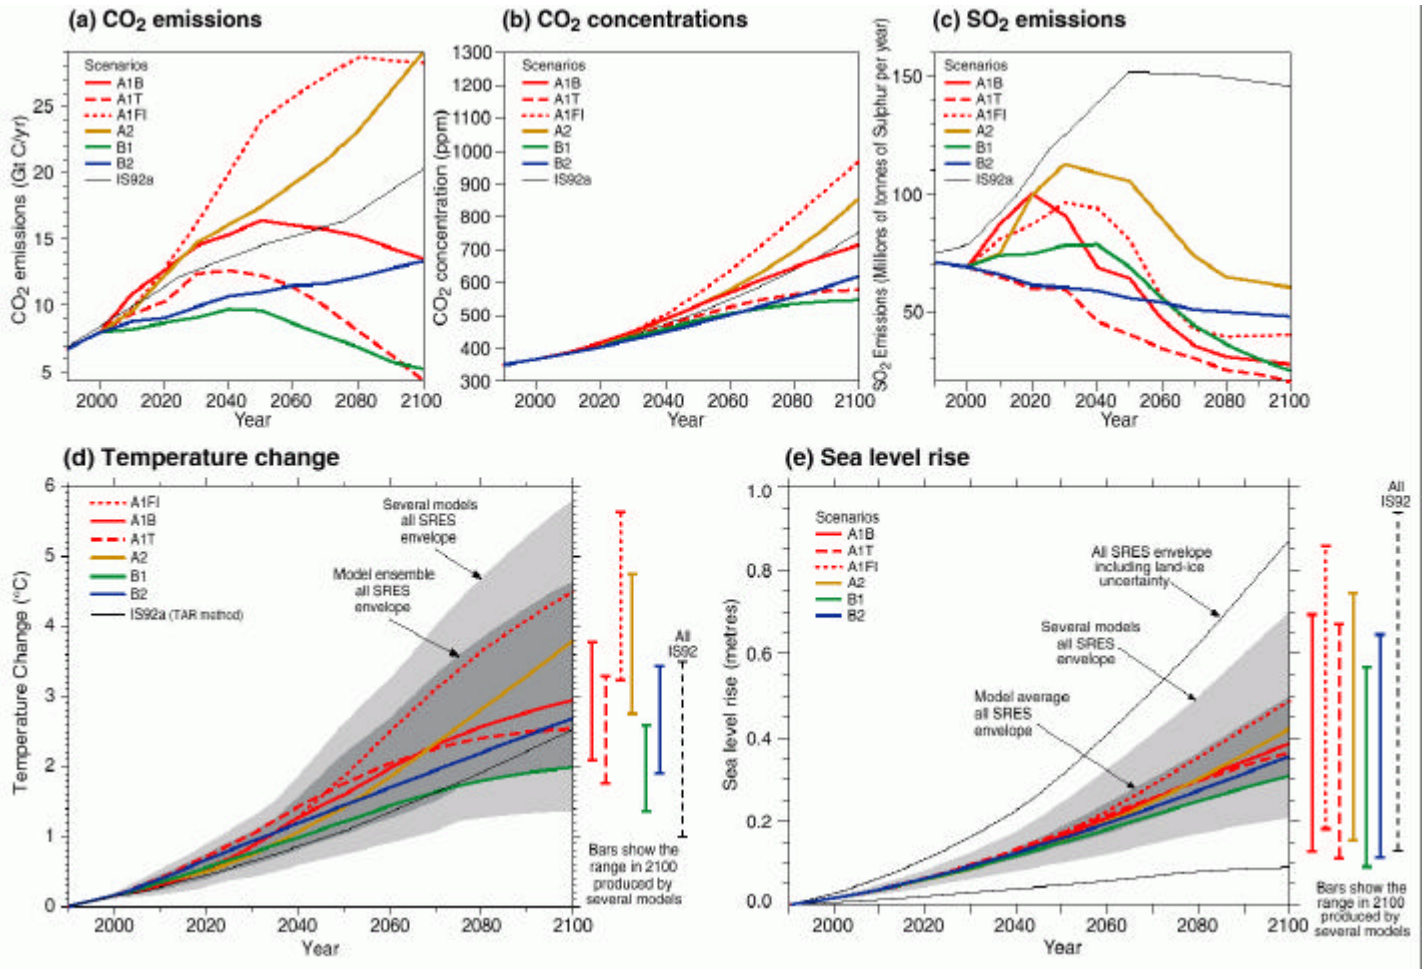 (a) CO2 emissions
CO2 emissions (Gt C/yr)
25
20
15
10
5
Scenarios
A1B
A1T
A1FI
A2
B1
B2
IS92a
2000 2020 2040 2060 2080 2100
Year
(b) CO2 concentrations
CO2 concentration (ppm)
1300
1200
1100
1000
900
800
700
600
500
400
300
Scenarios
A1B
A1T
A1FI
A2
B1
B2
IS92a
2000 2020 2040 2060 2080 2100
Year
(c) SO2 emissions
SO2 Emissions (Millions of tonnes of Sulphur per year)
150
100
50
Scenarios
A1B
A1T
A1FI
A2
B1
B2
IS92a
2000 2020 2040 2060 2080 2100
Year
(d) Temperature change
Temperature Change (°C)
6
5
4
3
2
1
0
A1FI
A1B
A1T
A2
B1
B2
IS92a (TAR method)
Several models
all SRES
envelope
Model ensemble
all SRES
envelope
All
IS92
Bars show the
range in 2100
produced by
several models
2000 2020 2040 2060 2080 2100
Year
(e) Sea level rise
Sea level rise (metres)
1.0
0.8
0.6
0.4
0.2
0.0
Scenarios
A1B
A1T
A1FI
A2
B1
B2
All SRES envelope
including land-ice
uncertainty
Several models
all SRES
envelope
Model average
all SRES
envelope
All
IS92
Bars show the
range in 2100
produced by
several models
2000 2020 2040 2060 2080 2100
Year